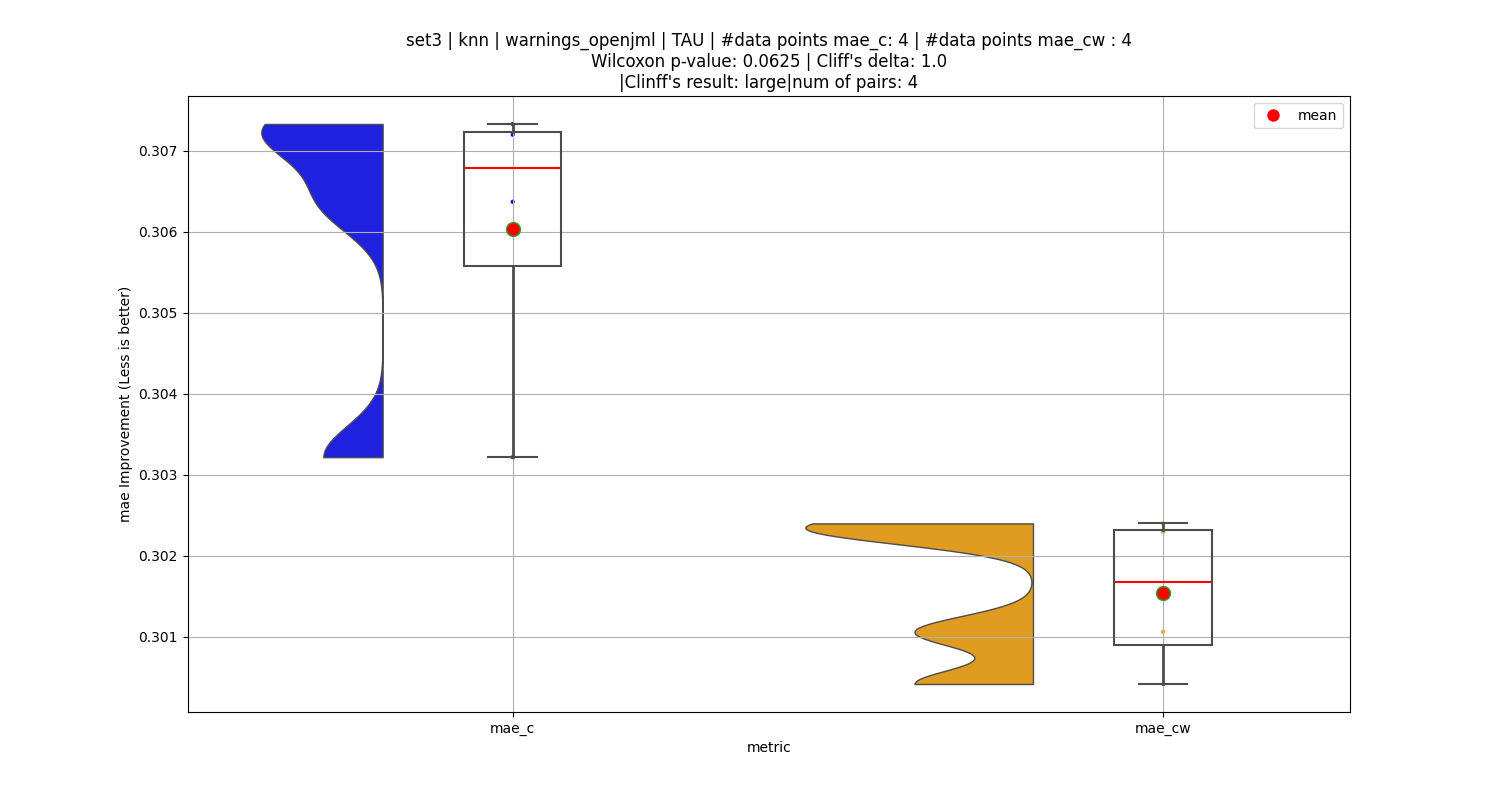 set3 | knn | warnings_openjml | TAU | #data points mae_c: 4 | #data points mae_cw : 4
Wilcoxon p-value: 0.0625 | Cliff's delta: 1.0
|Clinff's result: large|num of pairs: 4
mean
mae Improvement (Less is better)
0.307
0.306
0.305
0.304
0.303
0.302
0.301
mae_c
mae_cw
metric